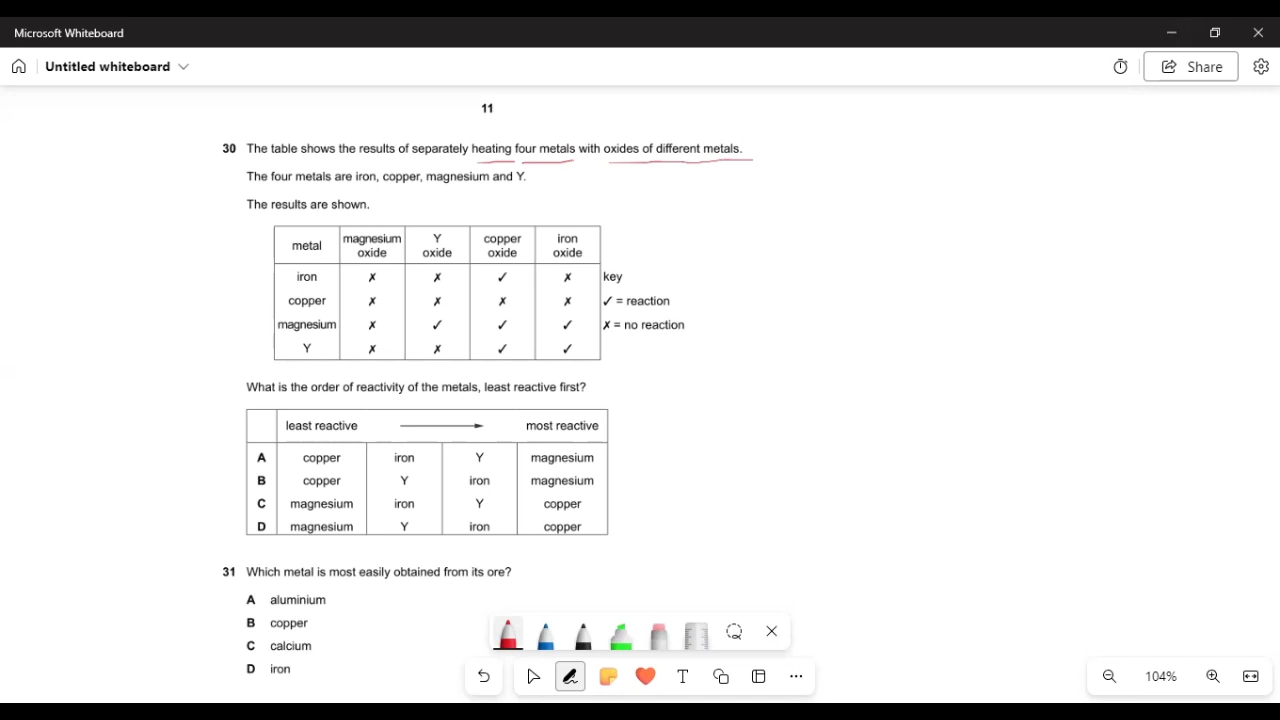 Microsoft Whiteboard
Untitled whiteboard
Share
11
30 The table shows the results of separately heating four metals with oxides of different metals.
The four metals are iron, copper, magnesium and Y.
The results are shown.
metal magnesium oxide Y oxide copper oxide iron oxide
iron ✗ ✗ ✓ ✗ key
copper ✗ ✗ ✗ ✗ ✓ = reaction
magnesium ✗ ✓ ✓ ✓ ✗ = no reaction
Y ✗ ✗ ✓ ✓
What is the order of reactivity of the metals, least reactive first?
least reactive → most reactive
A copper iron Y magnesium
B copper Y iron magnesium
C magnesium iron Y copper
D magnesium Y iron copper
31 Which metal is most easily obtained from its ore?
A aluminium
B copper
C calcium
D iron
104%